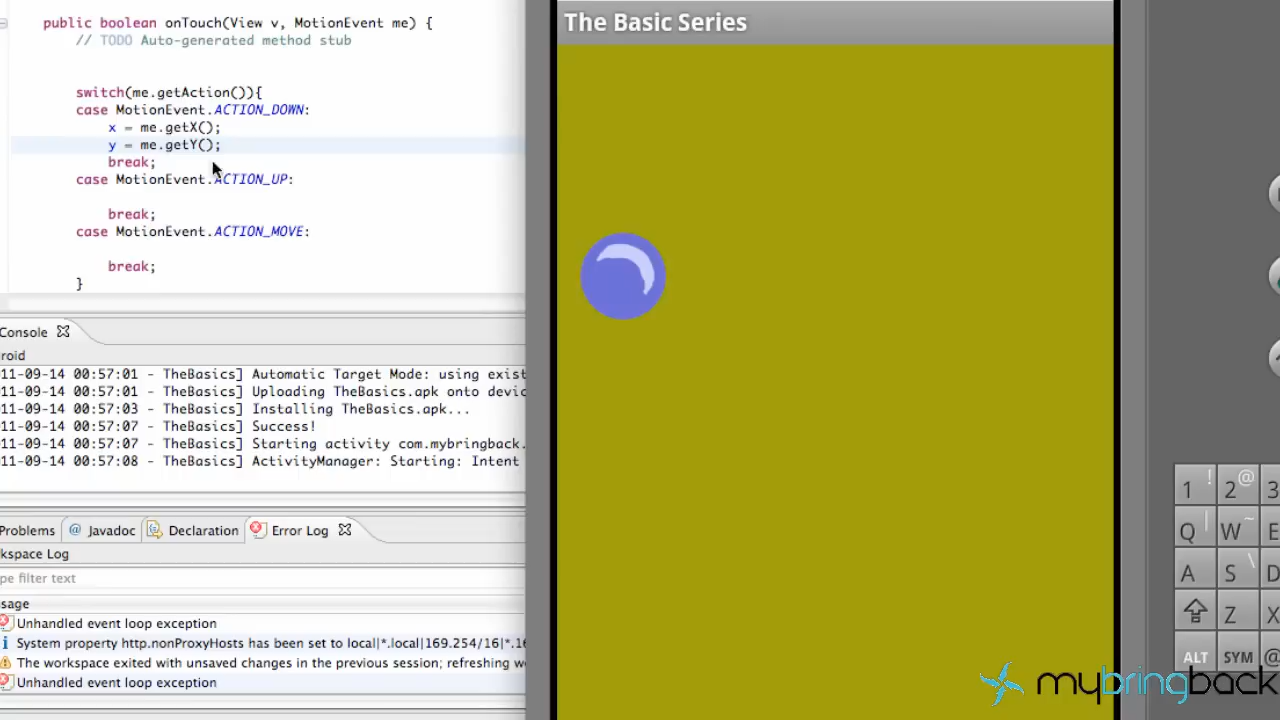 public boolean onTouch(View v, MotionEvent me) {
// TODO Auto-generated method stub
switch(me.getAction()){
case MotionEvent.ACTION_DOWN:
x = me.getX();
y = me.getY();
break;
case MotionEvent.ACTION_UP:
break;
case MotionEvent.ACTION_MOVE:
break;
}
Console
roid
11-09-14 00:57:01 - TheBasics] Automatic Target Mode: using exist
11-09-14 00:57:01 - TheBasics] Uploading TheBasics.apk onto devic
11-09-14 00:57:03 - TheBasics] Installing TheBasics.apk...
11-09-14 00:57:07 - TheBasics] Success!
11-09-14 00:57:07 - TheBasics] Starting activity com.mybringback.
11-09-14 00:57:08 - TheBasics] ActivityManager: Starting: Intent
Problems @ Javadoc Declaration Error Log
kspace Log
pe filter text
sage
Unhandled event loop exception
System property http.nonProxyHosts has been set to local|*.local|169.254/16|*.16
The workspace exited with unsaved changes in the previous session; refreshing w
Unhandled event loop exception
The Basic Series
1 ! 2 @ 3
Q | W ~ E
A S \ D
Z X
ALT SYM @
mybringback